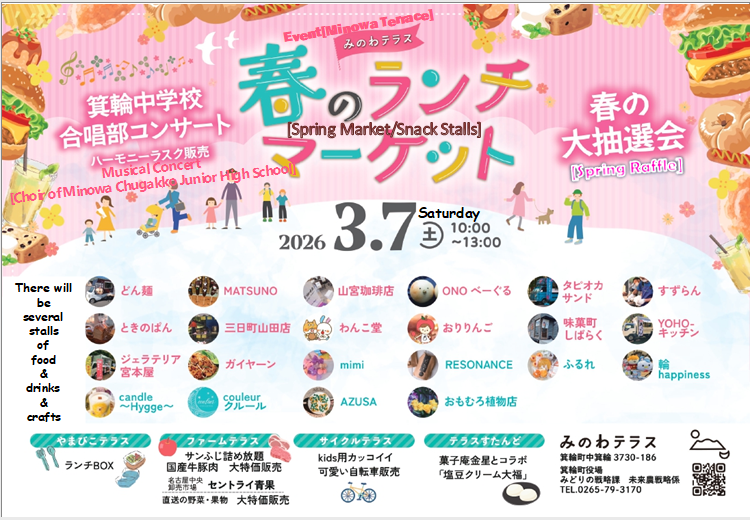 Event[Minowa Terrace]
みのわテラス
春のランチ
[Spring Market/Snack Stalls]
マーケット
箕輪中学校
合唱部コンサート
ハーモニーラスク販売
Musical Concert
[Choir of Minowa Chugakko Junior High School]
春の
大抽選会
[Spring Raffle]
2026 3.7 土 Saturday
10:00
~13:00
There will
be
several
stalls
of
food
&
drinks
&
crafts
どん麺
MATSUNO
山宮珈琲店
ONO べーぐる
タピオカ
サンド
すずらん
ときのぱん
三日町山田店
わんこ堂
おりりんご
味菓町
しばらく
YOHO-
キッチン
ジェラテリア
宮本屋
ガイヤーン
mimi
RESONANCE
ふるれ
輪
happiness
candle
～Hygge～
couleur
クルール
AZUSA
おもむろ植物店
やまびこテラス
ランチBOX
ファームテラス
サンふじ詰め放題
国産牛豚肉 大特価販売
名古屋中央
卸売市場 セントライ青果
直送の野菜・果物 大特価販売
サイクルテラス
kids用カッコイイ
可愛い自転車販売
テラスすたんど
菓子庵金星とコラボ
「塩豆クリーム大福」
みのわテラス
箕輪町中箕輪 3730-186
箕輪町役場
みどりの戦略課 未来農戦略係
TEL.0265-79-3170